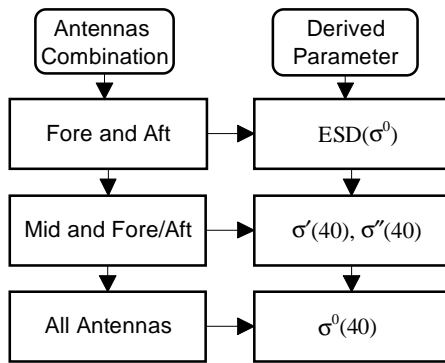 Antennas
Combination
Derived
Parameter
Fore and Aft
ESD(σ⁰)
Mid and Fore/Aft
σ′(40), σ″(40)
All Antennas
σ⁰(40)